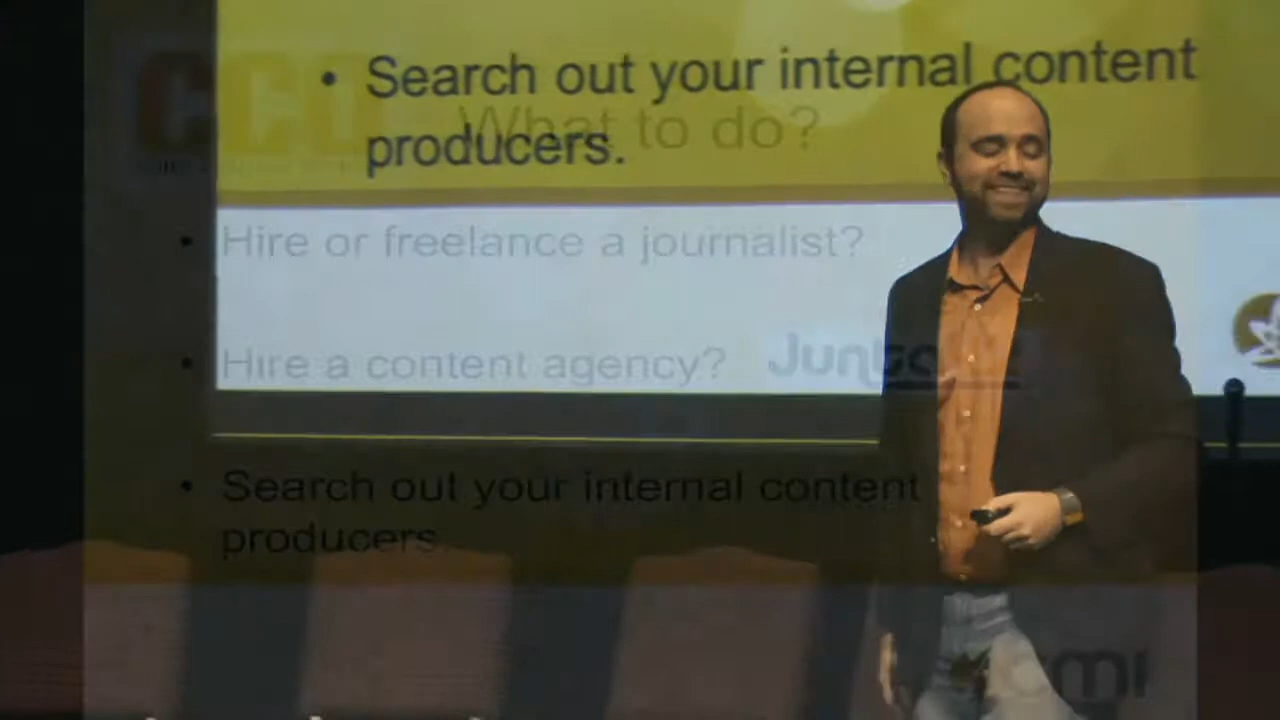 • Search out your internal content
producers.
What to do?
• Hire or freelance a journalist?
• Hire a content agency?
• Search out your internal content
producers.